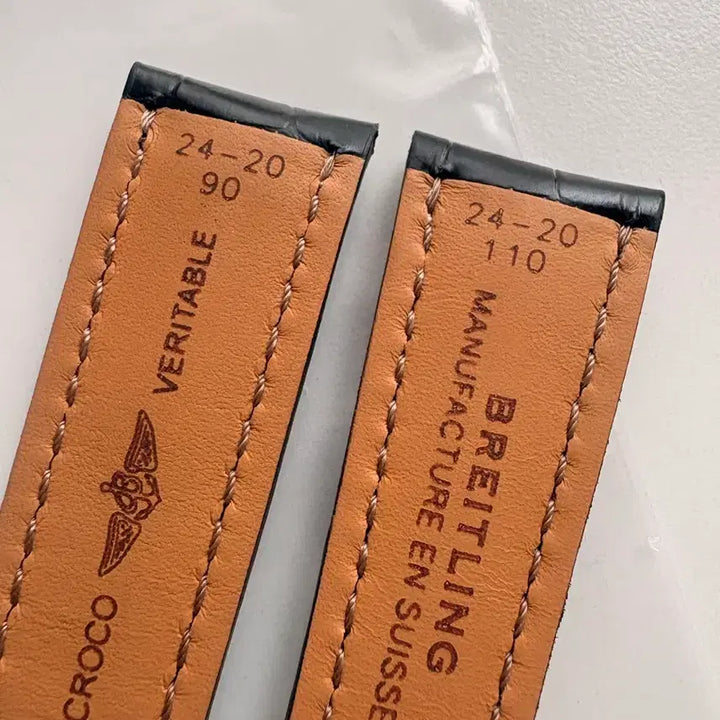 24-20
90
VERITABLE
CROCO
24-20
110
BREITLING
MANUFACTURE EN SUISSE